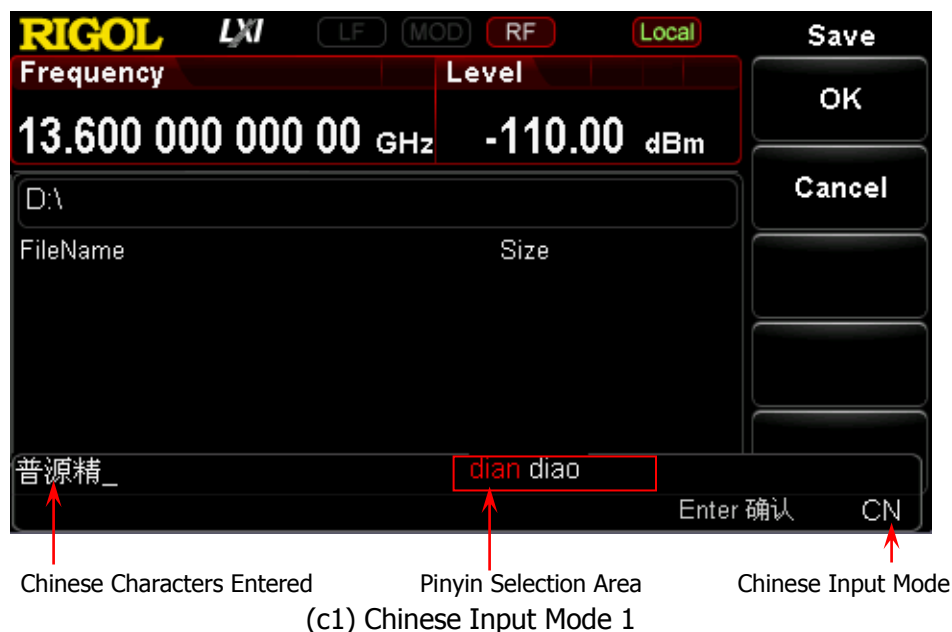 RIGOL LXI LF MOD RF Local Save
Frequency Level
OK
13.600 000 000 00 GHz -110.00 dBm
Cancel
D:\
FileName Size
普源精_ dian diao
Enter 确认 CN
Chinese Characters Entered Pinyin Selection Area Chinese Input Mode
(c1) Chinese Input Mode 1